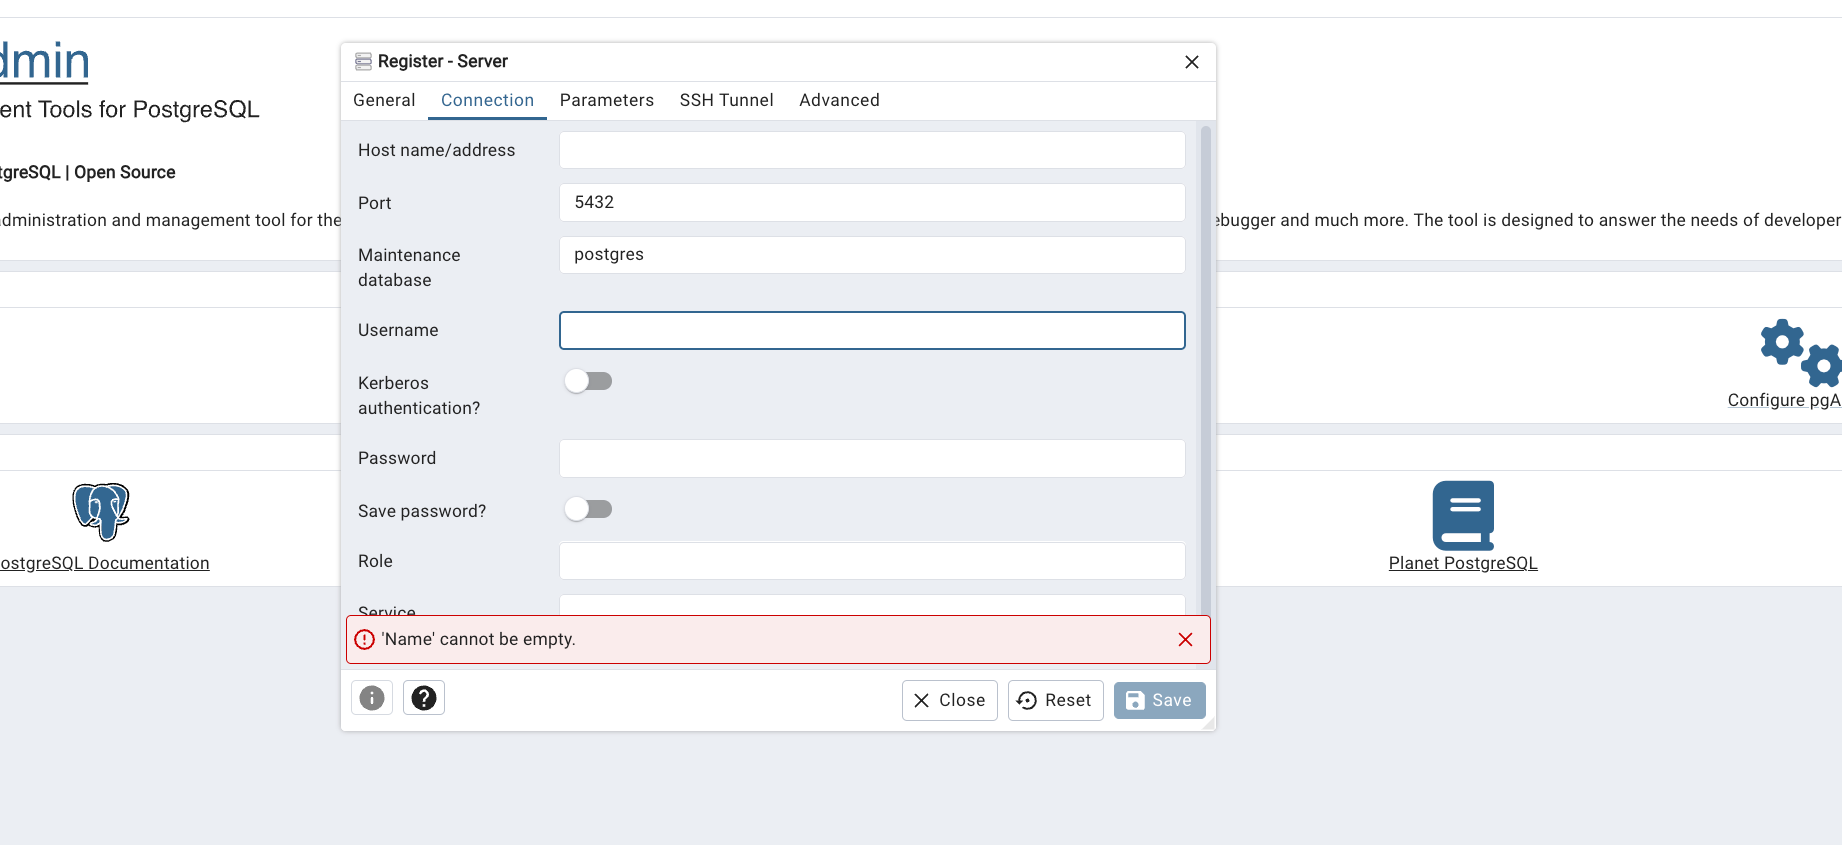 dmin
ent Tools for PostgreSQL
tgreSQL | Open Source
administration and management tool for the
ebugger and much more. The tool is designed to answer the needs of developer
Configure pgA
ostgreSQL Documentation
Planet PostgreSQL
Register - Server
General Connection Parameters SSH Tunnel Advanced
Host name/address
Port 5432
Maintenance postgres
database
Username
Kerberos
authentication?
Password
Save password?
Role
Service
'Name' cannot be empty.
Close Reset Save